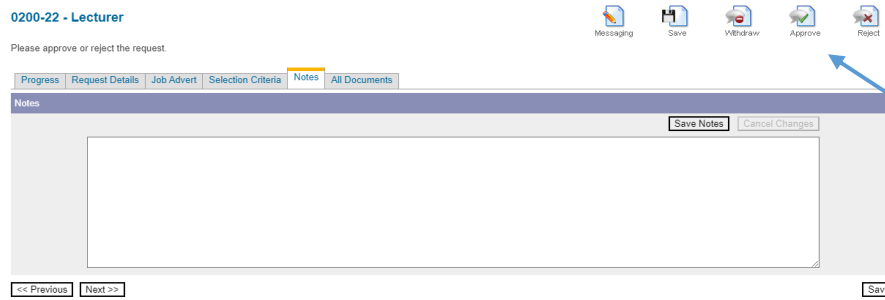 0200-22 - Lecturer
Messaging Save Withdraw Approve Reject
Please approve or reject the request.
Progress Request Details Job Advert Selection Criteria Notes All Documents
Notes
Save Notes Cancel Changes
<< Previous Next >> Sav